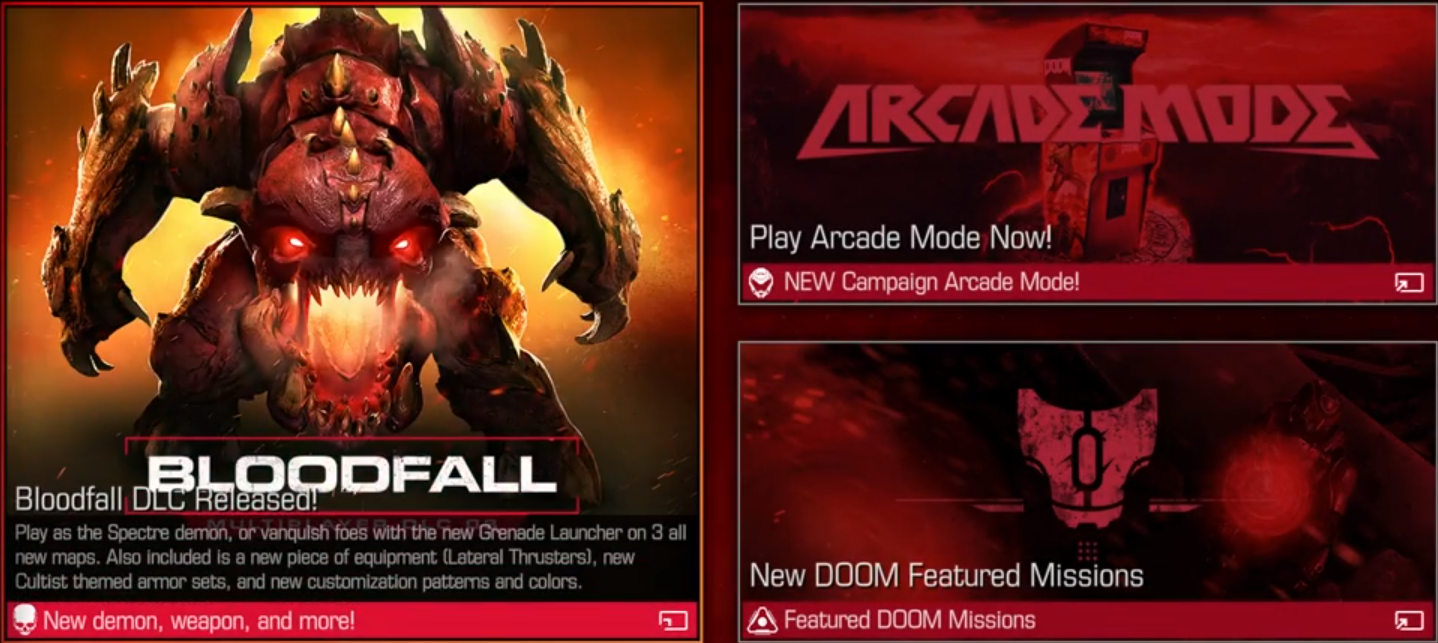 BLOODFALL
Bloodfall DLC Released!
Play as the Spectre demon, or vanquish foes with the new Grenade Launcher on 3 all
new maps. Also included is a new piece of equipment (Lateral Thrusters), new
Cultist themed armor sets, and new customization patterns and colors.
New demon, weapon, and more!
ARCADE MODE
Play Arcade Mode Now!
NEW Campaign Arcade Mode!
New DOOM Featured Missions
Featured DOOM Missions